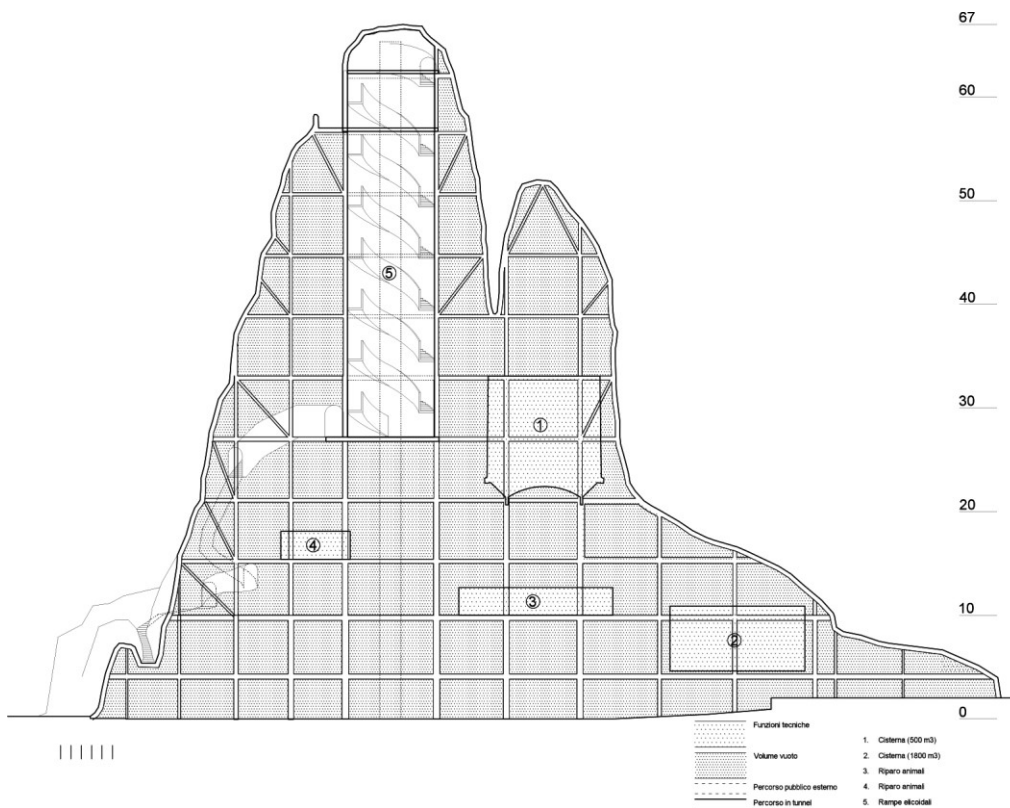 67
60
50
⑤
40
30
①
20
④
③
10
②
0
Funzioni tecniche
1. Cisterna (500 m3)
Volume vuoto
2. Cisterna (1800 m3)
3. Riparo animali
Percorso pubblico esterno
4. Riparo animali
Percorso in tunnel
5. Rampe elicoidali